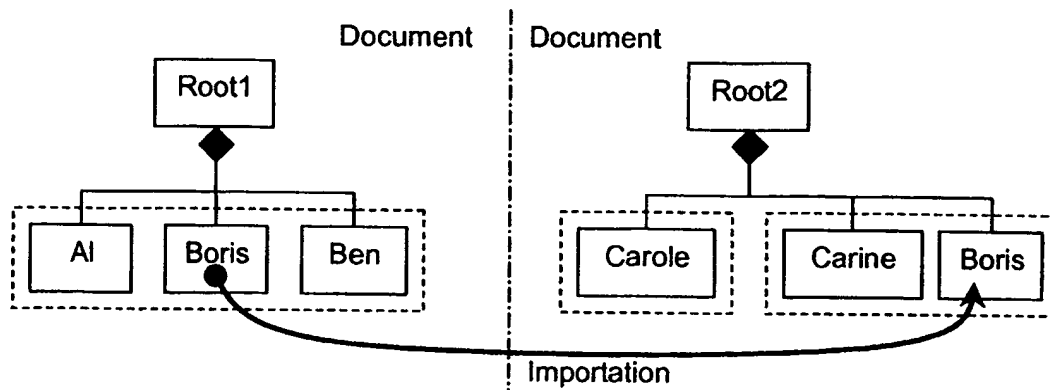 Document
Document
Root1
Root2
Al
Boris
Ben
Carole
Carine
Boris
Importation